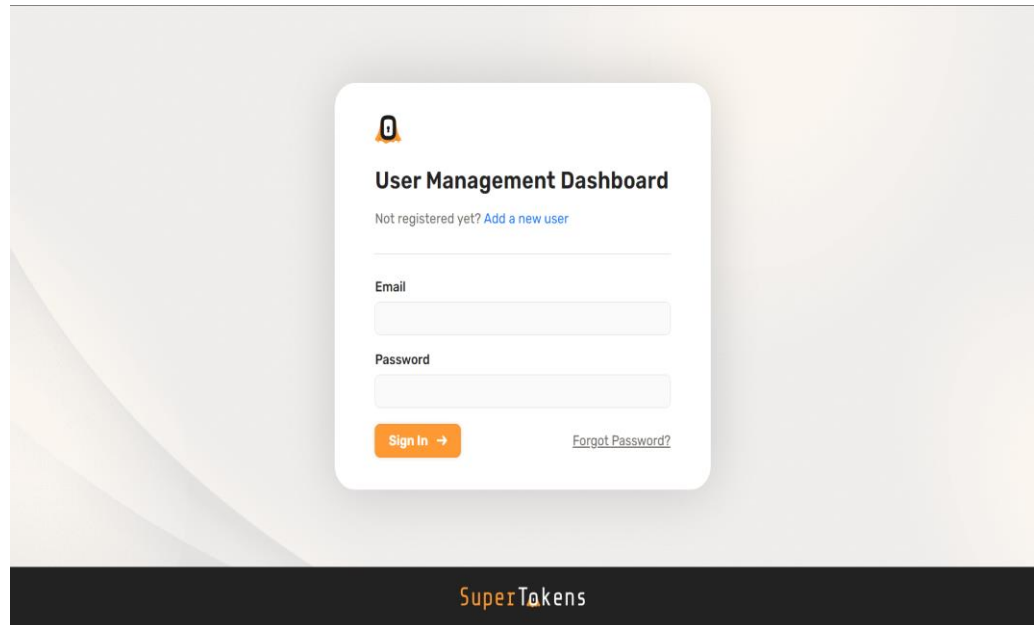 User Management Dashboard
Not registered yet? Add a new user
Email
Password
Sign In →
Forgot Password?
SuperTokens